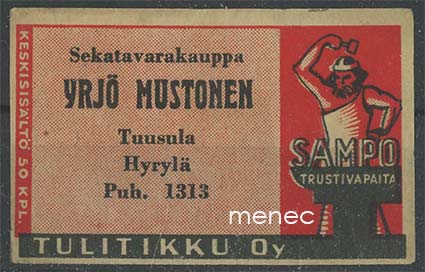 KESKISISÄLTÖ 50 KPL.
Sekatavarakauppa
YRJÖ MUSTONEN
Tuusula
Hyrylä
Puh. 1313
SAMPO
TRUSTIVAPAITA
menec
TULITIKKU Oy